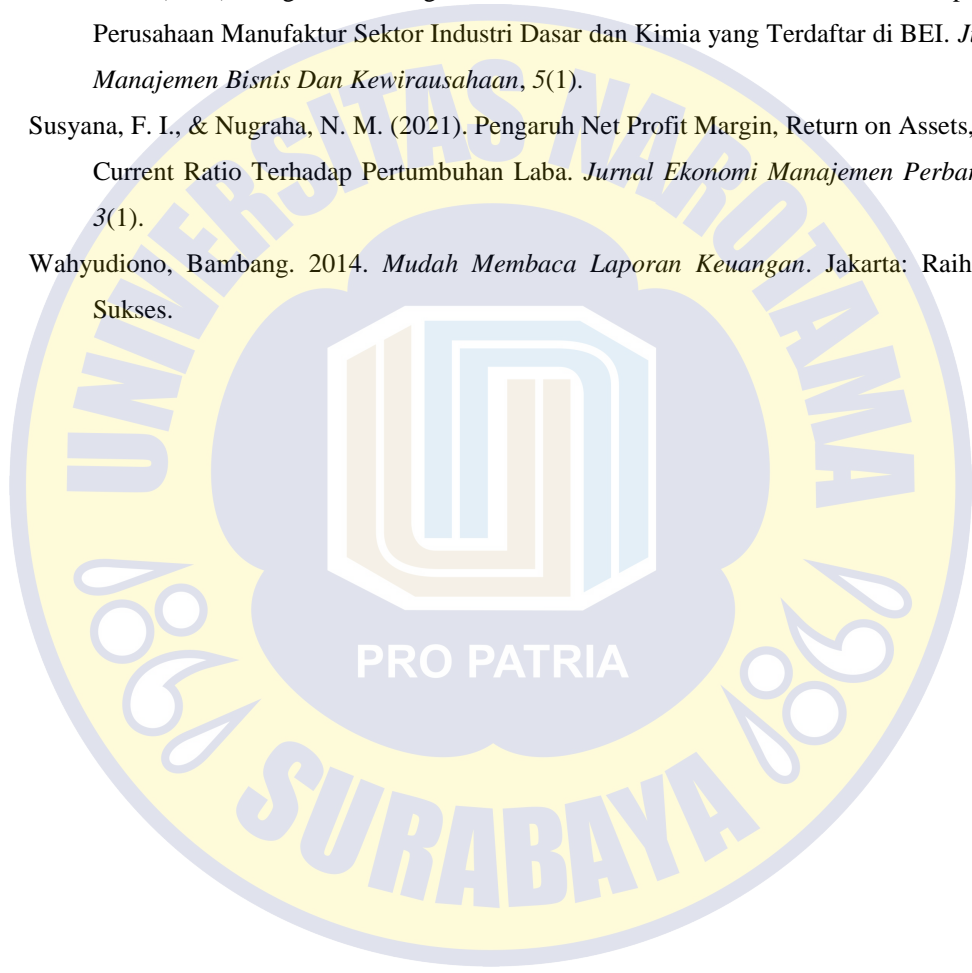 Perusahaan Manufaktur Sektor Industri Dasar dan Kimia yang Terdaftar di BEI.
Manajemen Bisnis Dan Kewirausahaan, 5(1).
Susyana, F. I., & Nugraha, N. M. (2021). Pengaruh Net Profit Margin, Return on Assets,
Current Ratio Terhadap Pertumbuhan Laba. Jurnal Ekonomi Manajemen Perban
3(1).
Wahyudiono, Bambang. 2014. Mudah Membaca Laporan Keuangan. Jakarta: Raih
Sukses.
UNIVERSITAS NAROTAMA
PRO PATRIA
SURABAYA